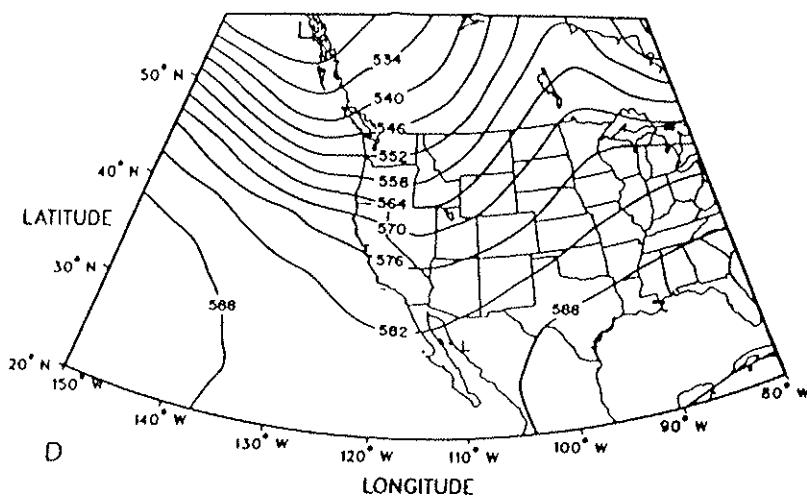 L
534
50° N
540
546
552
40° N
558
564
LATITUDE
570
30° N
576
588
588
582
20° N
150° W
80° W
140° W
90° W
D
130° W
100° W
120° W
110° W
LONGITUDE